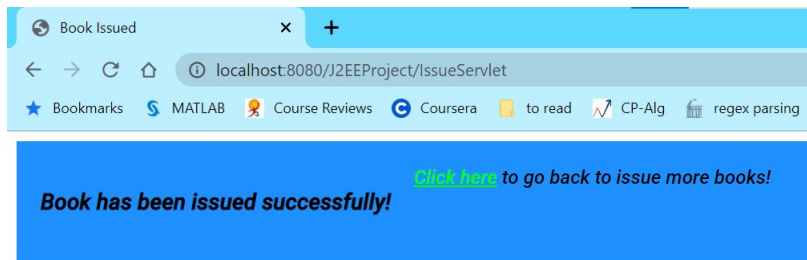 Book Issued
localhost:8080/J2EEProject/IssueServlet
Bookmarks MATLAB Course Reviews Coursera to read CP-Alg regex parsing
Click here to go back to issue more books!
Book has been issued successfully!